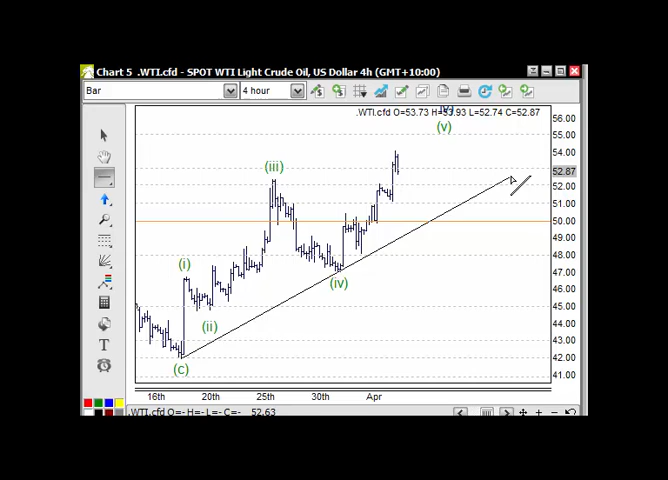 Chart 5 .WTI.cfd - SPOT WTI Light Crude Oil, US Dollar 4h (GMT+10:00)
Bar
4 hour
.WTI.cfd O=53.73 H=53.93 L=52.74 C=52.87
(v)
56.00
55.00
54.00
(iii)
52.87
52.00
51.00
50.00
(i)
49.00
48.00
47.00
(iv)
46.00
45.00
(ii)
44.00
43.00
(c)
42.00
41.00
16th 20th 25th 30th Apr
.WTI.cfd O=- H=- L=- C=- 52.63
T